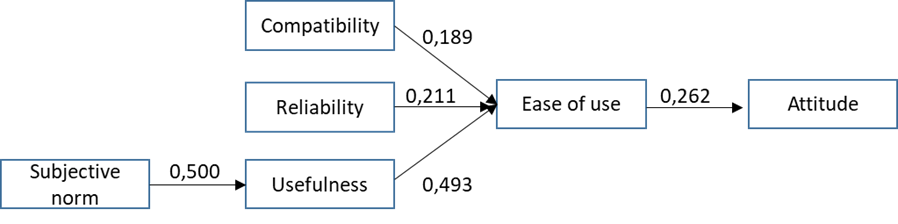 Compatibility
0,189
Reliability
0,211
Ease of use
0,262
Attitude
Subjective
norm
0,500
Usefulness
0,493